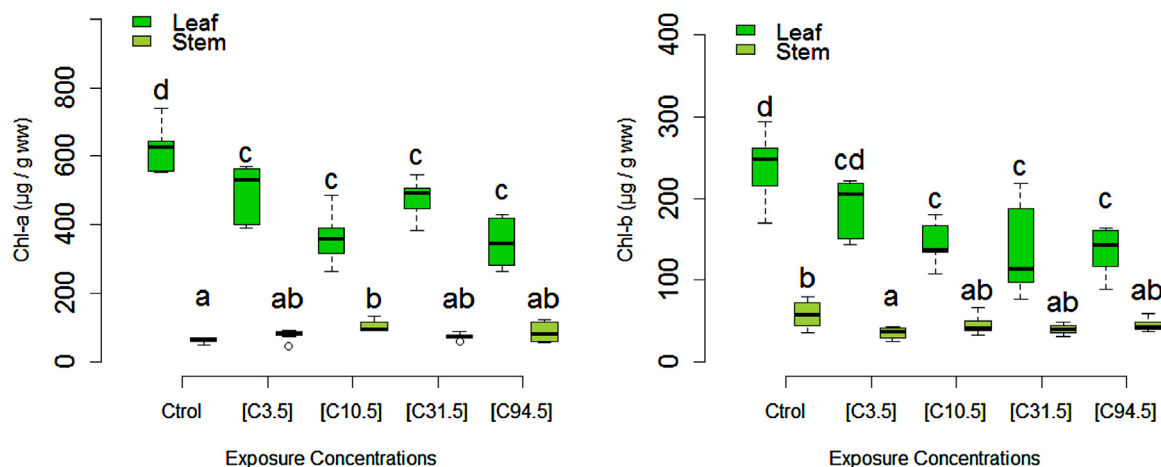 Leaf
Stem
Chl-a (µg / g ww)
0 200 400 600 800
d c c c c
a ab b ab ab
Ctrol [C3.5] [C10.5] [C31.5] [C94.5]
Exposure Concentrations
Leaf
Stem
Chl-b (µg / g ww)
0 100 200 300 400
d cd c c c
b a ab ab ab
Ctrol [C3.5] [C10.5] [C31.5] [C94.5]
Exposure Concentrations